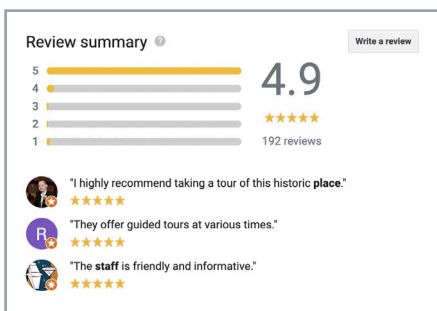 Review summary ?
Write a review
5
4
3
2
1
4.9
192 reviews
"I highly recommend taking a tour of this historic place."
R
"They offer guided tours at various times."
"The staff is friendly and informative."